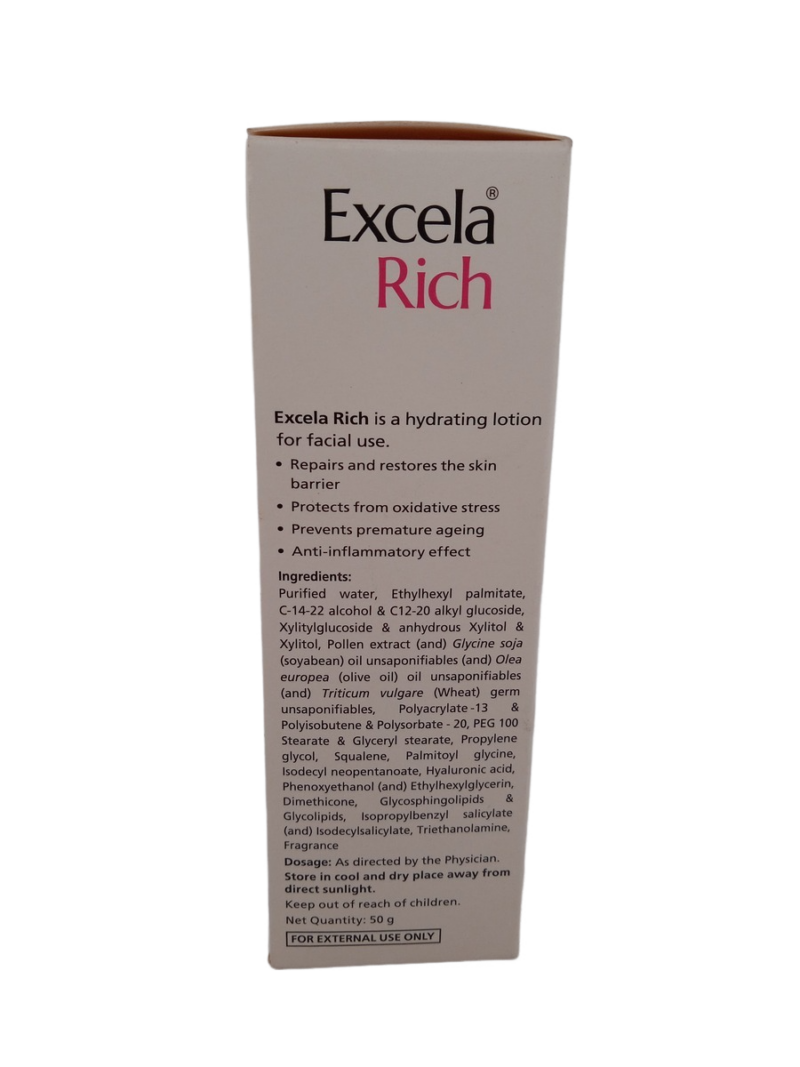 Excela®
Rich
Excela Rich is a hydrating lotion
for facial use.
• Repairs and restores the skin
barrier
• Protects from oxidative stress
• Prevents premature ageing
• Anti-inflammatory effect
Ingredients:
Purified water, Ethylhexyl palmitate,
C-14-22 alcohol & C12-20 alkyl glucoside,
Xylitylglucoside & anhydrous Xylitol &
Xylitol, Pollen extract (and) Glycine soja
(soyabean) oil unsaponifiables (and) Olea
europea (olive oil) oil unsaponifiables
(and) Triticum vulgare (Wheat) germ
unsaponifiables, Polyacrylate-13 &
Polyisobutene & Polysorbate - 20, PEG 100
Stearate & Glyceryl stearate, Propylene
glycol, Squalene, Palmitoyl glycine,
Isodecyl neopentanoate, Hyaluronic acid,
Phenoxyethanol (and) Ethylhexylglycerin,
Dimethicone, Glycosphingolipids &
Glycolipids, Isopropylbenzyl salicylate
(and) Isodecylsalicylate, Triethanolamine,
Fragrance
Dosage: As directed by the Physician.
Store in cool and dry place away from
direct sunlight.
Keep out of reach of children.
Net Quantity: 50 g
FOR EXTERNAL USE ONLY